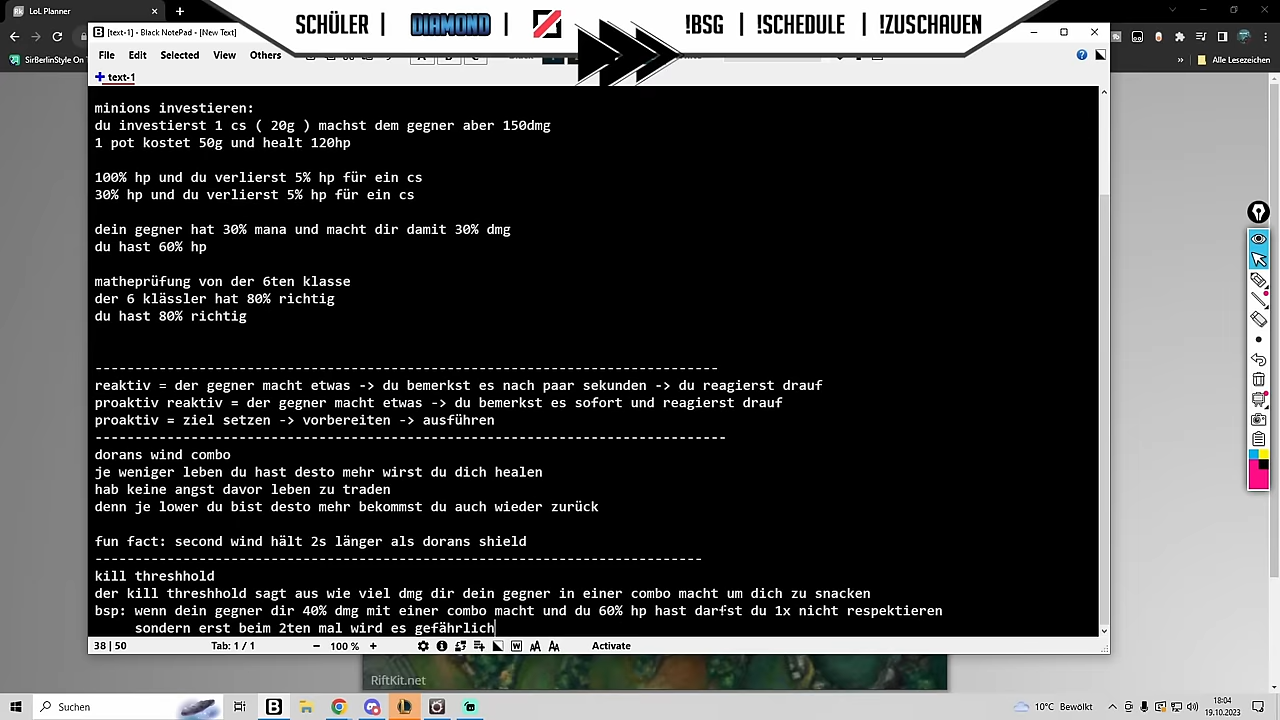 LoL Planner
SCHÜLER | DIAMOND | !BSG | !SCHEDULE | !ZUSCHAUEN
[text-1] - Black NotePad - [New Text]
SirBerlinStyle On
File Edit Selected View Others
Alle Lesezeichen
text-1
minions investieren:
du investierst 1 cs ( 20g ) machst dem gegner aber 150dmg
1 pot kostet 50g und healt 120hp
100% hp und du verlierst 5% hp für ein cs
30% hp und du verlierst 5% hp für ein cs
dein gegner hat 30% mana und macht dir damit 30% dmg
du hast 60% hp
matheprüfung von der 6ten klasse
der 6 klässler hat 80% richtig
du hast 80% richtig
------------------------------------------------------------------------------
reaktiv = der gegner macht etwas -> du bemerkst es nach paar sekunden -> du reagierst drauf
proaktiv reaktiv = der gegner macht etwas -> du bemerkst es sofort und reagierst drauf
proaktiv = ziel setzen -> vorbereiten -> ausführen
-------------------------------------------------------------------------------
dorans wind combo
je weniger leben du hast desto mehr wirst du dich healen
hab keine angst davor leben zu traden
denn je lower du bist desto mehr bekommst du auch wieder zurück
fun fact: second wind hält 2s länger als dorans shield
----------------------------------------------------------------------------
kill threshhold
der kill threshhold sagt aus wie viel dmg dir dein gegner in einer combo macht um dich zu snacken
bsp: wenn dein gegner dir 40% dmg mit einer combo macht und du 60% hp hast darfst du 1x nicht respektieren
sondern erst beim 2ten mal wird es gefährlich
38 | 50 Tab: 1 / 1 − 100 % + Activate
RiftKit.net
Suchen
10°C Bewölkt
18:04
19.10.2023